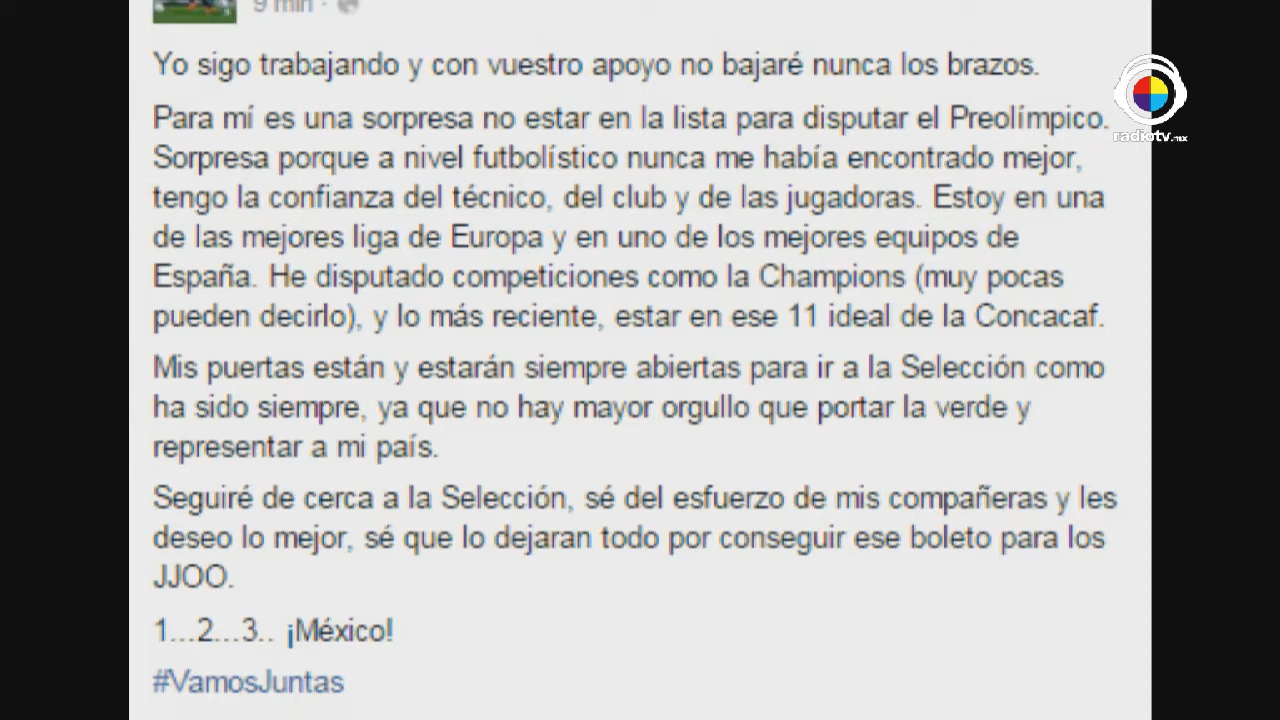 9 min ·
Yo sigo trabajando y con vuestro apoyo no bajaré nunca los brazos.
Para mí es una sorpresa no estar en la lista para disputar el Preolímpico.
Sorpresa porque a nivel futbolístico nunca me había encontrado mejor,
tengo la confianza del técnico, del club y de las jugadoras. Estoy en una
de las mejores liga de Europa y en uno de los mejores equipos de
España. He disputado competiciones como la Champions (muy pocas
pueden decirlo), y lo más reciente, estar en ese 11 ideal de la Concacaf.
Mis puertas están y estarán siempre abiertas para ir a la Selección como
ha sido siempre, ya que no hay mayor orgullo que portar la verde y
representar a mi país.
Seguiré de cerca a la Selección, sé del esfuerzo de mis compañeras y les
deseo lo mejor, sé que lo dejaran todo por conseguir ese boleto para los
JJOO.
1...2...3.. ¡México!
#VamosJuntas
radiotv.mx